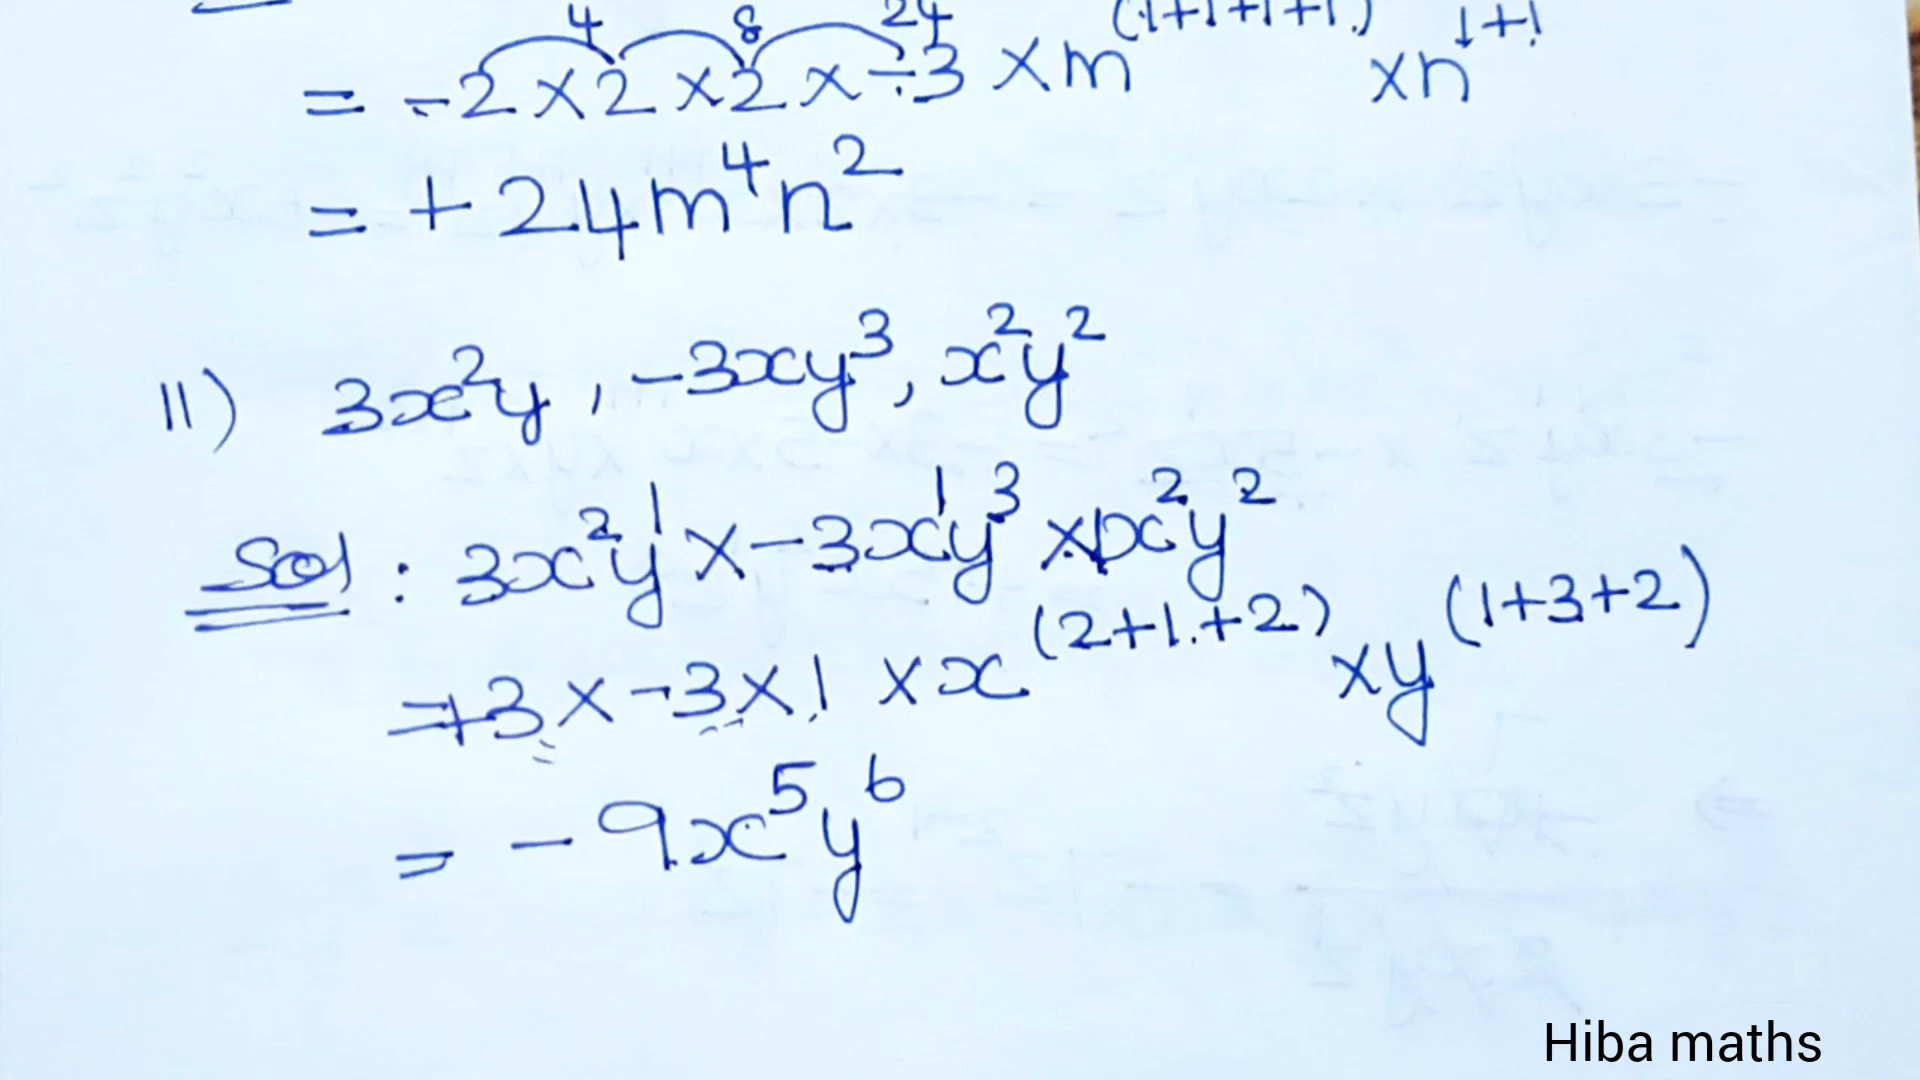 4 8 24
= -2 × 2 × 2 × -3 × m^(1+1+1+1) × n^1+1
= +24m⁴n²
11) 3x²y, -3xy³, x²y²
Sol : 3x²y¹ × -3x¹y³ × 1x²y²
= +3 × -3 × 1 × x^(2+1+2) × y^(1+3+2)
= -9x⁵y⁶
Hiba maths